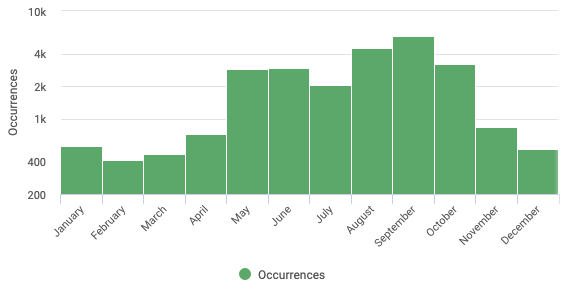 10k
4k
2k
1k
400
200
Occurrences
January
February
March
April
May
June
July
August
September
October
November
December
Occurrences